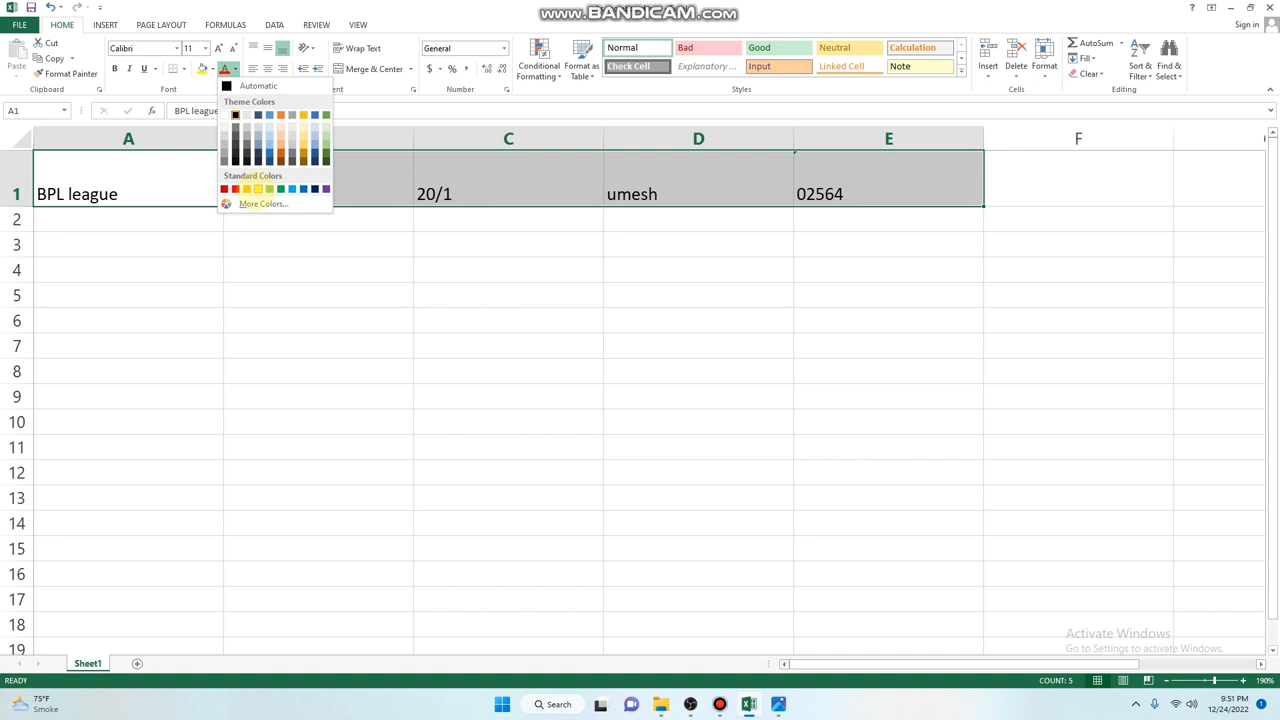 www.BANDICAM.com
Sign in
FILE HOME INSERT PAGE LAYOUT FORMULAS DATA REVIEW VIEW
Cut
Copy
Format Painter
Paste
Clipboard
Calibri 11
B I U
Font
Wrap Text
Merge & Center
General
$ % ,
Number
Conditional Formatting
Format as Table
Normal Bad Good Neutral Calculation
Check Cell Explanatory ... Input Linked Cell Note
Styles
Insert Delete Format
Cells
AutoSum
Fill
Clear
Sort & Filter
Find & Select
Editing
Automatic
Theme Colors
Standard Colors
More Colors...
A1 fx BPL league
A C D E F
1 BPL league 20/1 umesh 02564
2
3
4
5
6
7
8
9
10
11
12
13
14
15
16
17
18
19
Activate Windows
Go to Settings to activate Windows.
Sheet1
READY COUNT: 5 190%
75°F
Smoke
Search
9:51 PM
12/24/2022